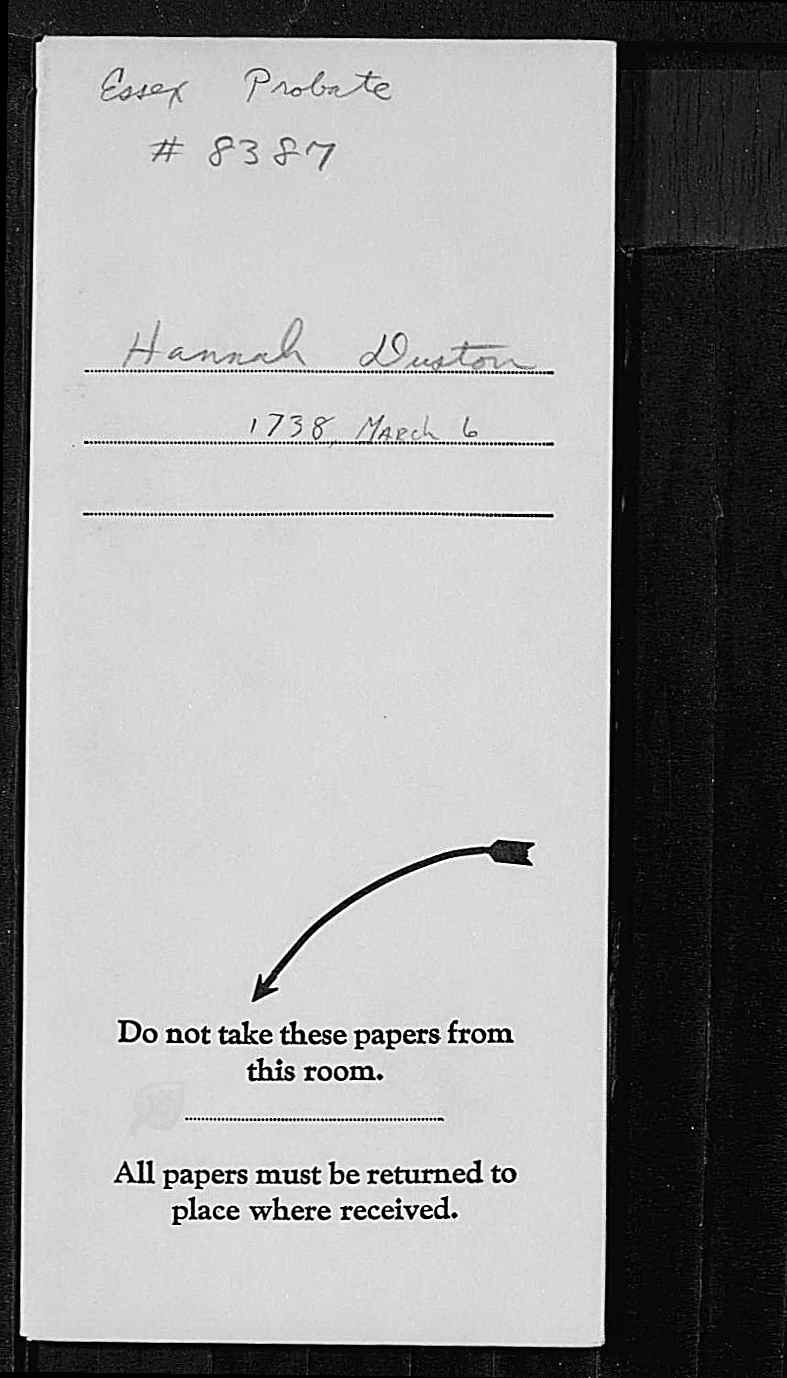 Essex Probate
# 8387
Hannah Duston
1738, March 6
Do not take these papers from
this room.
All papers must be returned to
place where received.